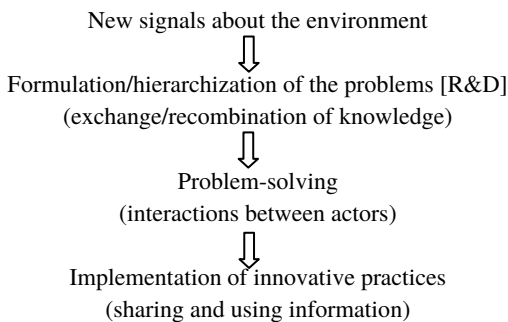 New signals about the environment
Formulation/hierarchization of the problems [R&D]
(exchange/recombination of knowledge)
Problem-solving
(interactions between actors)
Implementation of innovative practices
(sharing and using information)